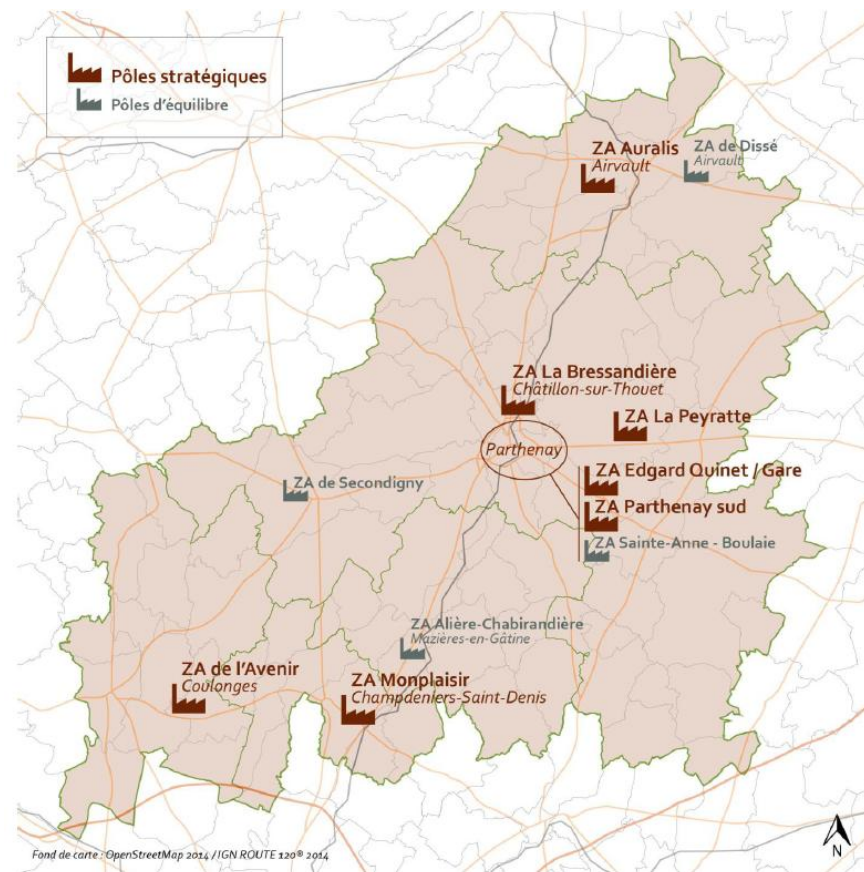 Pôles stratégiques
Pôles d'équilibre
ZA Auralis
Airvault
ZA de Dissé
Airvault
ZA La Bressandière
Châtillon-sur-Thouet
ZA La Peyratte
Parthenay
ZA Edgard Quinet / Gare
ZA de Secondigny
ZA Parthenay sud
ZA Sainte-Anne - Boulaie
ZA Alière-Chabirandière
Mazières-en-Gâtine
ZA de l'Avenir
Coulonges
ZA Monplaisir
Champdeniers-Saint-Denis
Fond de carte : OpenStreetMap 2014 / IGN ROUTE 120® 2014
N